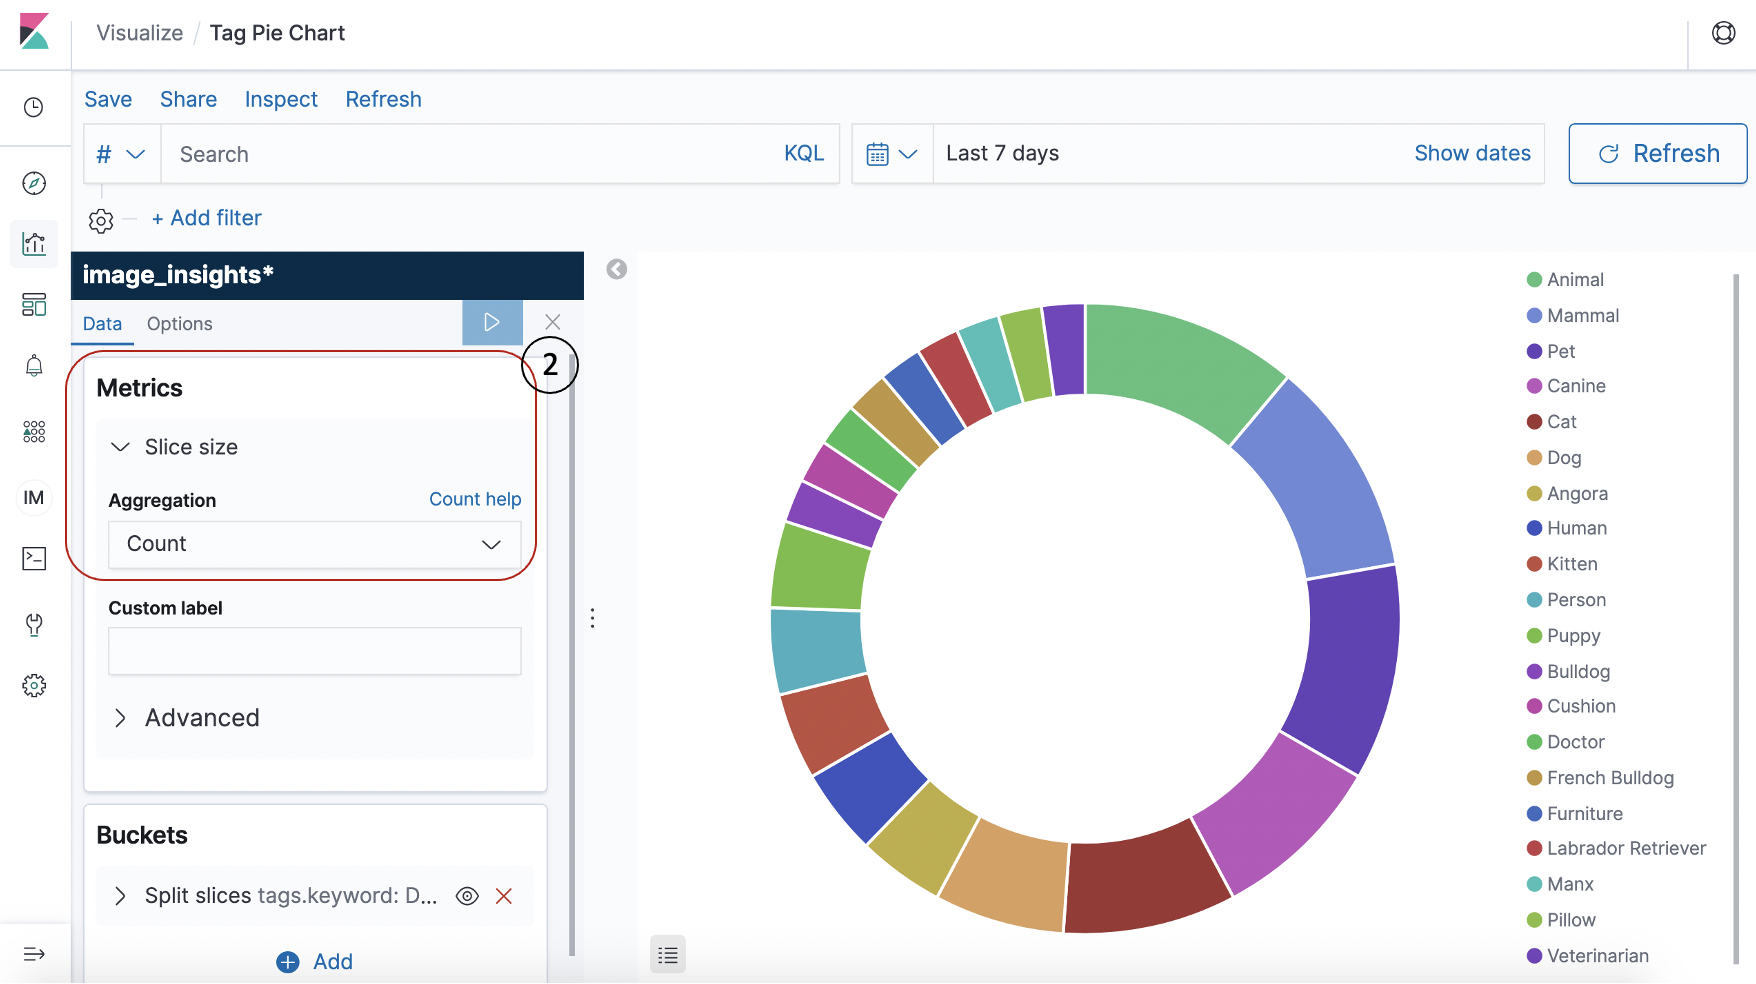 Visualize / Tag Pie Chart
Save Share Inspect Refresh
# Search KQL Last 7 days Show dates Refresh
+ Add filter
image_insights*
Data Options
2
Metrics
Slice size
Aggregation Count help
Count
Custom label
Advanced
Buckets
Split slices tags.keyword: D...
Add
IM
Animal
Mammal
Pet
Canine
Cat
Dog
Angora
Human
Kitten
Person
Puppy
Bulldog
Cushion
Doctor
French Bulldog
Furniture
Labrador Retriever
Manx
Pillow
Veterinarian